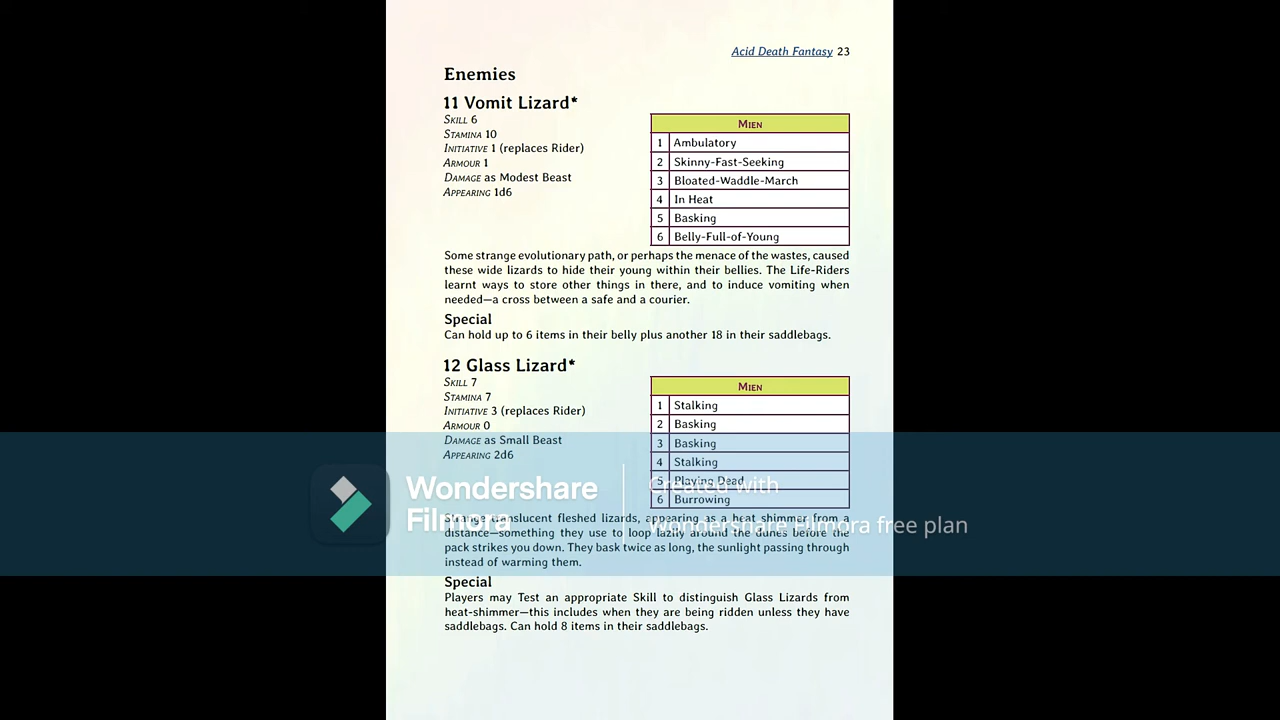 Acid Death Fantasy 23
Enemies
11 Vomit Lizard*
SKILL 6
STAMINA 10
INITIATIVE 1 (replaces Rider)
ARMOUR 1
DAMAGE as Modest Beast
APPEARING 1d6
MIEN
1 Ambulatory
2 Skinny-Fast-Seeking
3 Bloated-Waddle-March
4 In Heat
5 Basking
6 Belly-Full-of-Young
Some strange evolutionary path, or perhaps the menace of the wastes, caused
these wide lizards to hide their young within their bellies. The Life-Riders
learnt ways to store other things in there, and to induce vomiting when
needed—a cross between a safe and a courier.
Special
Can hold up to 6 items in their belly plus another 18 in their saddlebags.
12 Glass Lizard*
SKILL 7
STAMINA 7
INITIATIVE 3 (replaces Rider)
ARMOUR 0
DAMAGE as Small Beast
APPEARING 2d6
MIEN
1 Stalking
2 Basking
3 Basking
4 Stalking
5 Playing Dead
6 Burrowing
Strange translucent fleshed lizards, appearing as a heat shimmer from a
distance—something they use to loop lazily around the dunes before the
pack strikes you down. They bask twice as long, the sunlight passing through
instead of warming them.
Special
Players may Test an appropriate Skill to distinguish Glass Lizards from
heat-shimmer—this includes when they are being ridden unless they have
saddlebags. Can hold 8 items in their saddlebags.
Wondershare
Filmora
Created with
Wondershare Filmora free plan